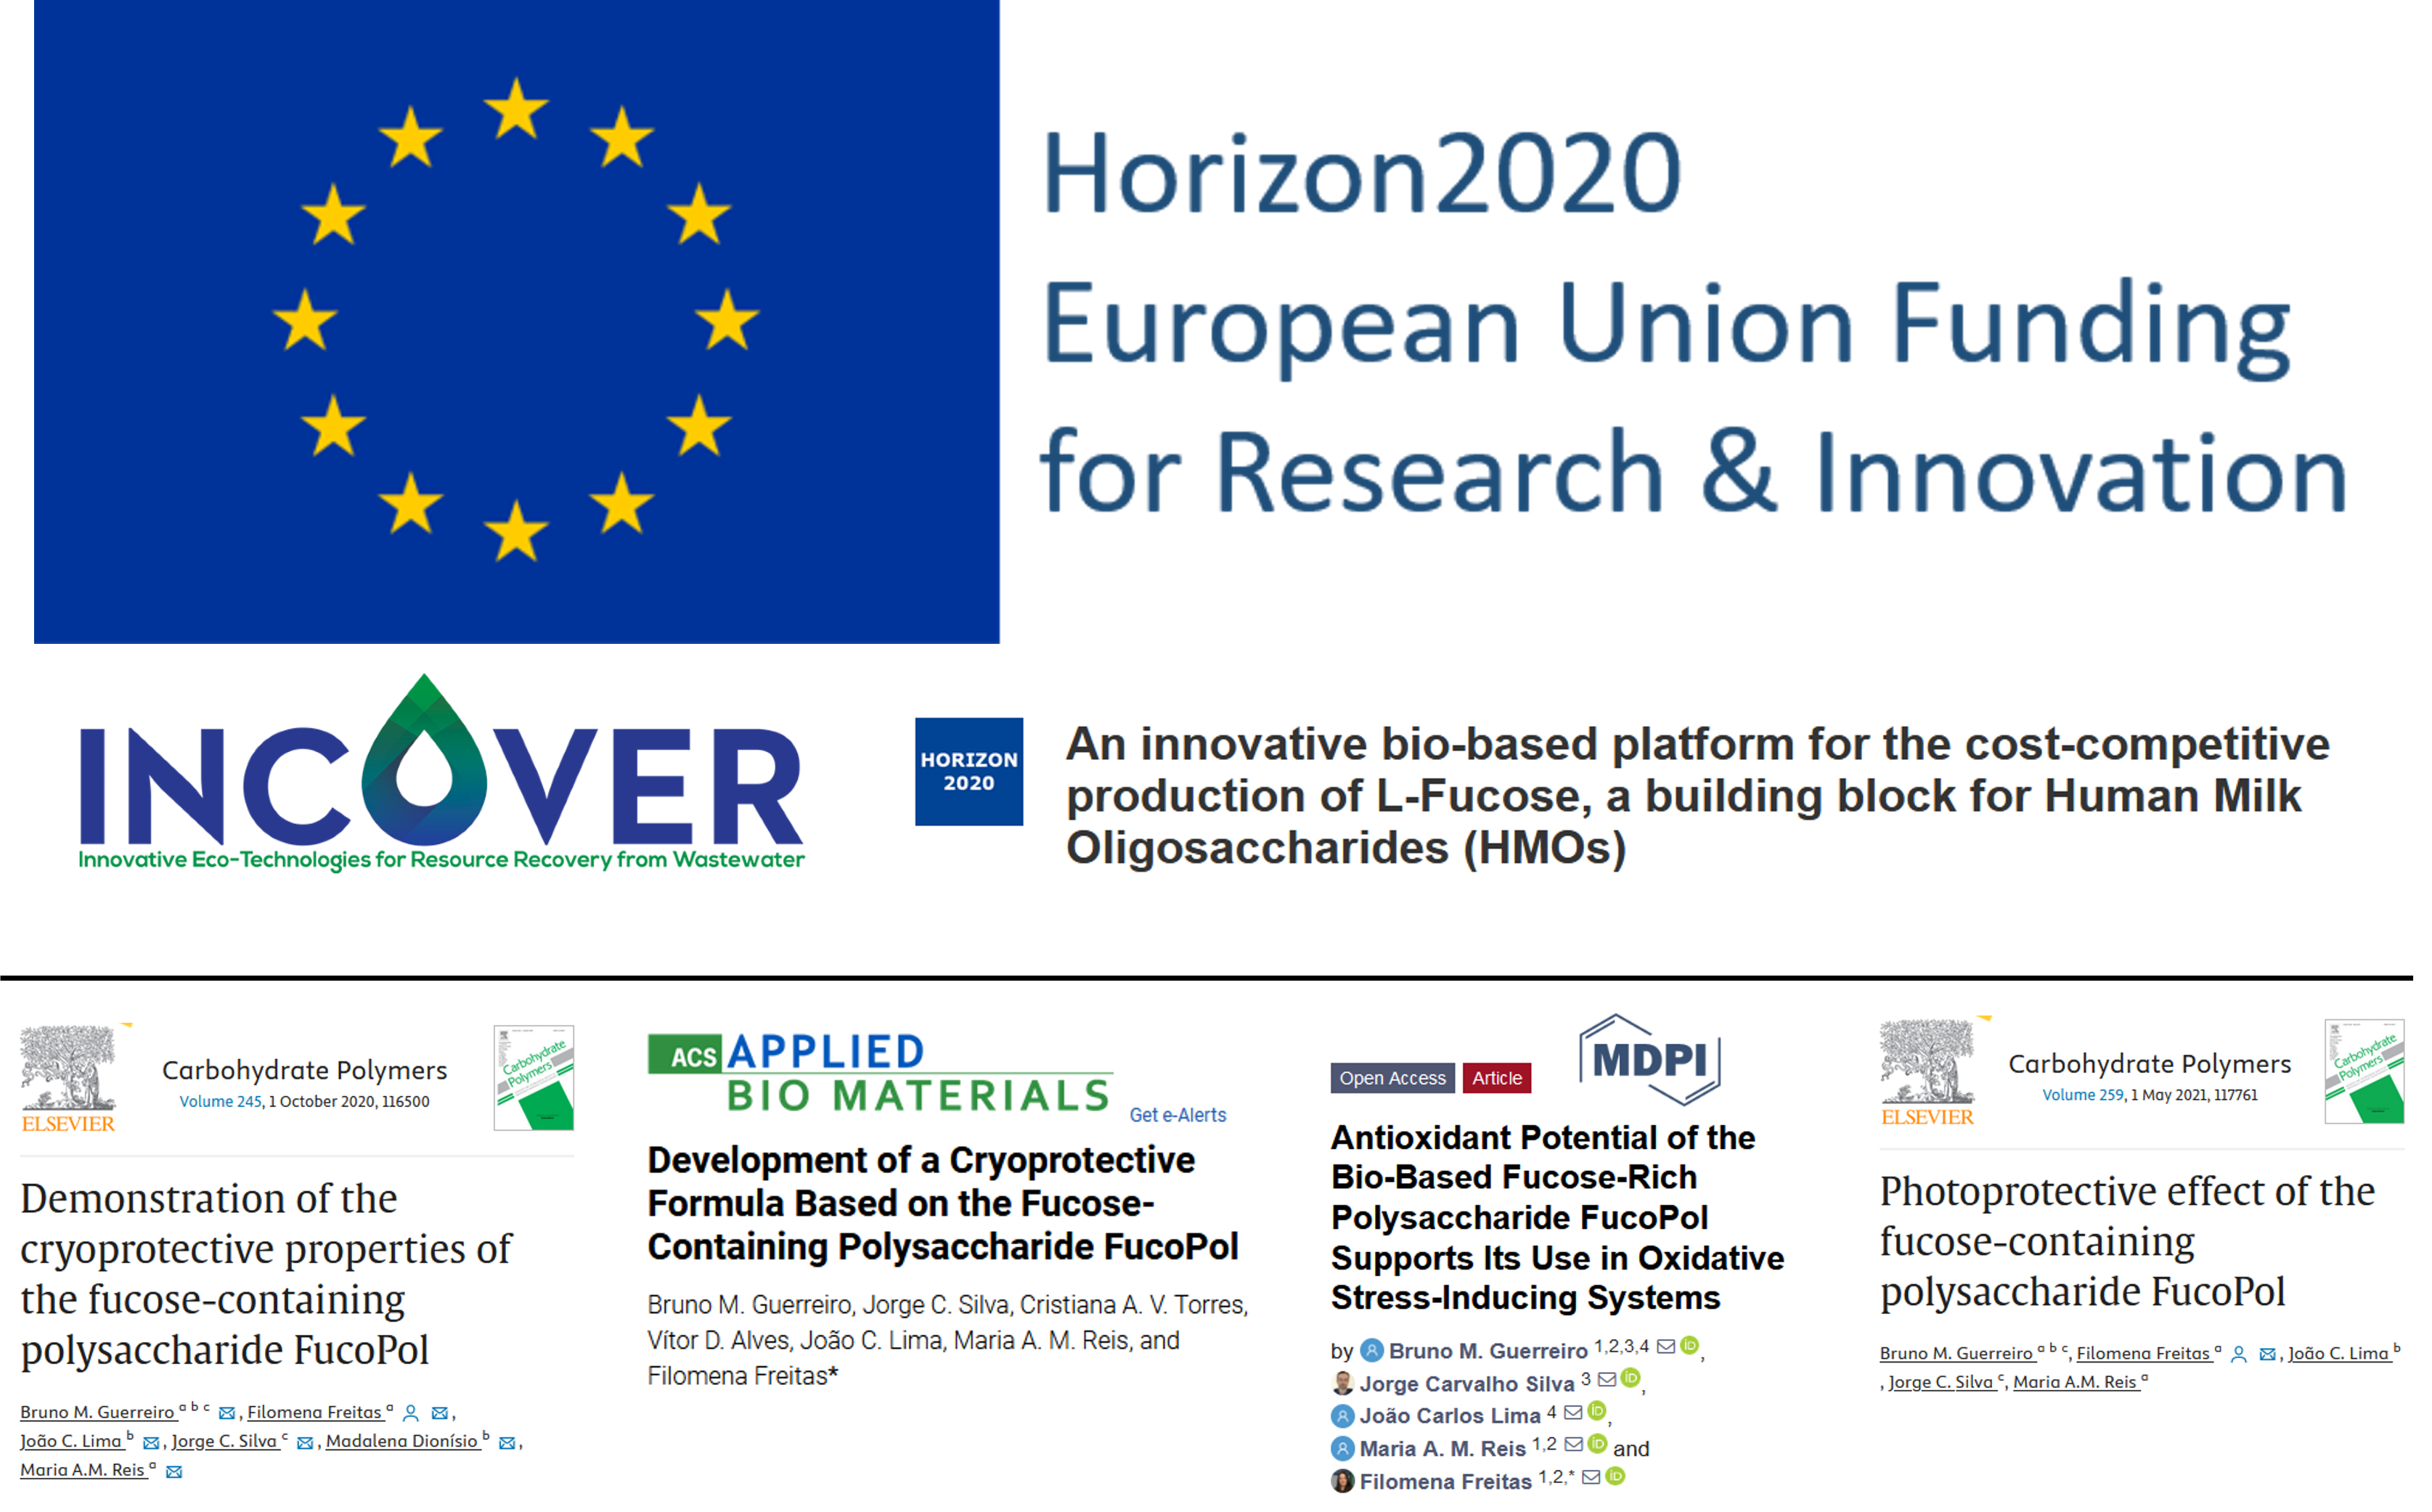 Horizon2020
European Union Funding
for Research & Innovation
INCOVER
Innovative Eco-Technologies for Resource Recovery from Wastewater
HORIZON
2020
An innovative bio-based platform for the cost-competitive
production of L-Fucose, a building block for Human Milk
Oligosaccharides (HMOs)
ELSEVIER
Carbohydrate Polymers
Volume 245, 1 October 2020, 116500
Carbohydrate
Polymers
Demonstration of the
cryoprotective properties of
the fucose-containing
polysaccharide FucoPol
Bruno M. Guerreiro a b c, Filomena Freitas a,
João C. Lima b, Jorge C. Silva c, Madalena Dionísio b,
Maria A.M. Reis a
ACS APPLIED
BIO MATERIALS
Get e-Alerts
Development of a Cryoprotective
Formula Based on the Fucose-
Containing Polysaccharide FucoPol
Bruno M. Guerreiro, Jorge C. Silva, Cristiana A. V. Torres,
Vítor D. Alves, João C. Lima, Maria A. M. Reis, and
Filomena Freitas*
Open Access Article
MDPI
Antioxidant Potential of the
Bio-Based Fucose-Rich
Polysaccharide FucoPol
Supports Its Use in Oxidative
Stress-Inducing Systems
by Bruno M. Guerreiro 1,2,3,4 iD,
Jorge Carvalho Silva 3 iD,
João Carlos Lima 4 iD,
Maria A. M. Reis 1,2 iD and
Filomena Freitas 1,2,* iD
ELSEVIER
Carbohydrate Polymers
Volume 259, 1 May 2021, 117761
Carbohydrate
Polymers
Photoprotective effect of the
fucose-containing
polysaccharide FucoPol
Bruno M. Guerreiro a b c, Filomena Freitas a, João C. Lima b
, Jorge C. Silva c, Maria A.M. Reis a